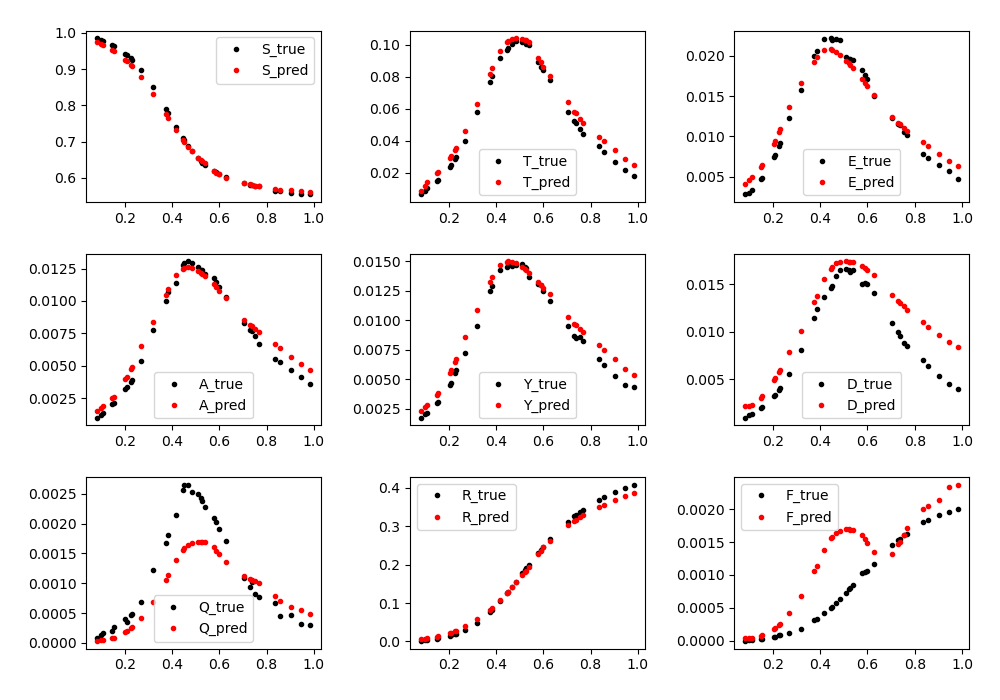 1.0
0.9
0.8
0.7
0.6
0.2 0.4 0.6 0.8 1.0
S_true
S_pred
0.10
0.08
0.06
0.04
0.02
0.2 0.4 0.6 0.8 1.0
T_true
T_pred
0.020
0.015
0.010
0.005
0.2 0.4 0.6 0.8 1.0
E_true
E_pred
0.0125
0.0100
0.0075
0.0050
0.0025
0.2 0.4 0.6 0.8 1.0
A_true
A_pred
0.0150
0.0125
0.0100
0.0075
0.0050
0.0025
0.2 0.4 0.6 0.8 1.0
Y_true
Y_pred
0.015
0.010
0.005
0.2 0.4 0.6 0.8 1.0
D_true
D_pred
0.0025
0.0020
0.0015
0.0010
0.0005
0.0000
0.2 0.4 0.6 0.8 1.0
Q_true
Q_pred
0.4
0.3
0.2
0.1
0.0
0.2 0.4 0.6 0.8 1.0
R_true
R_pred
0.0020
0.0015
0.0010
0.0005
0.0000
0.2 0.4 0.6 0.8 1.0
F_true
F_pred